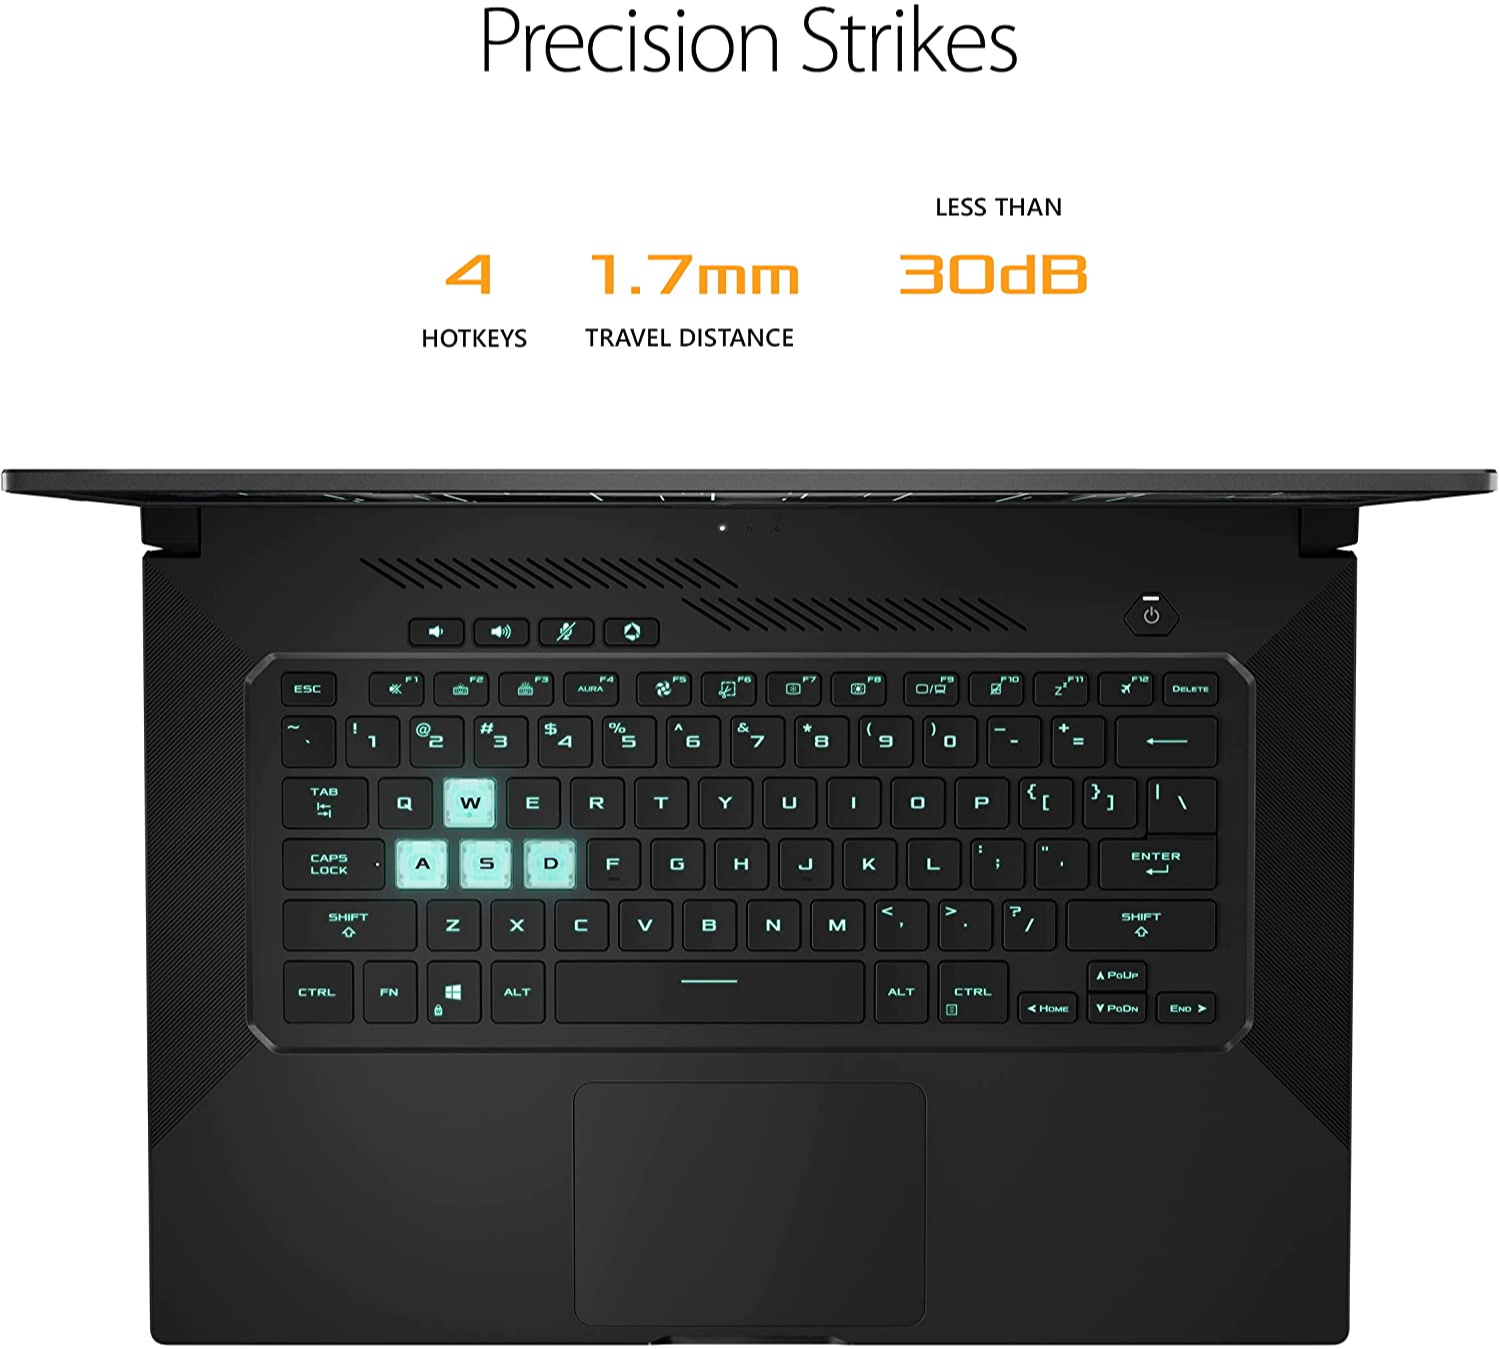 Precision Strikes
LESS THAN
4 1.7mm 30dB
HOTKEYS TRAVEL DISTANCE
ESC F1 F2 F3 AURA F4 F5 F6 F7 F8 F9 F10 F11 F12 DELETE
~ ` ! 1 @ 2 # 3 $ 4 % 5 ^ 6 & 7 * 8 ( 9 ) 0 _ - + =
TAB Q W E R T Y U I O P { [ } ] | \
CAPS LOCK A S D F G H J K L : ; " ' ENTER
SHIFT Z X C V B N M < , > . ? / SHIFT
CTRL FN ALT ALT CTRL < HOME PGUP PGDN END >